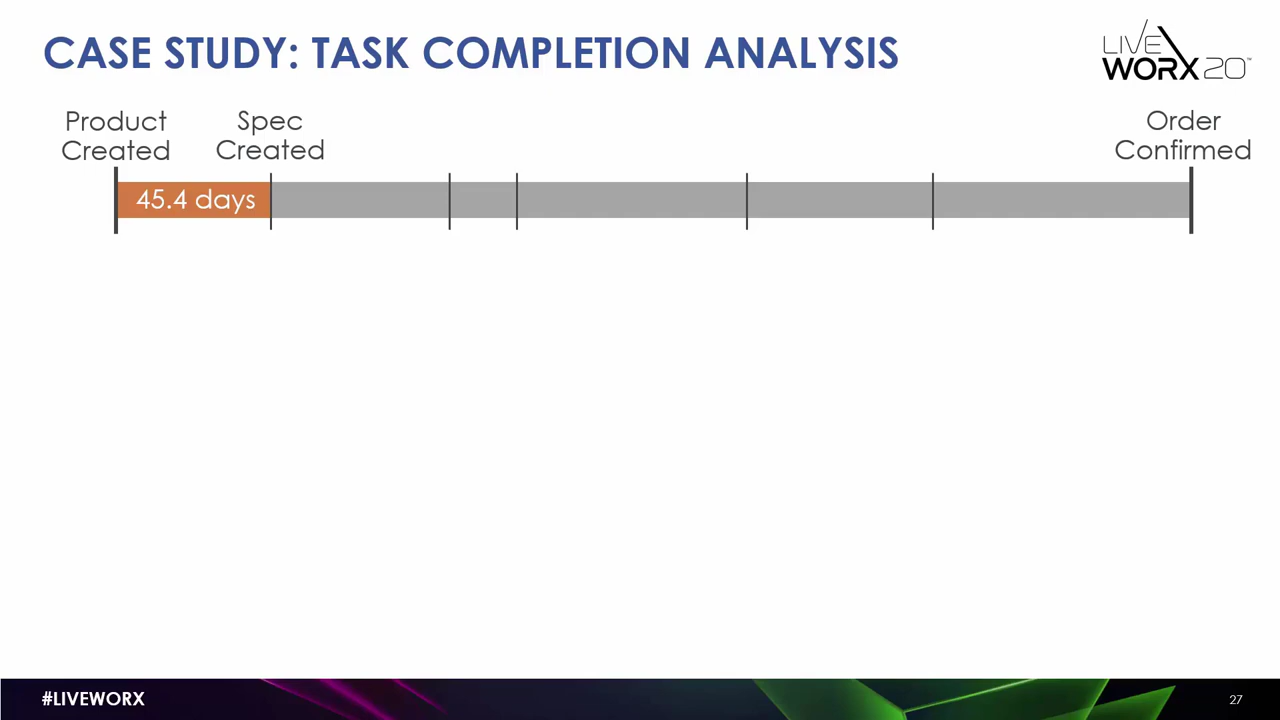 CASE STUDY: TASK COMPLETION ANALYSIS
LIVE
WORX 20™
Product
Created
Spec
Created
Order
Confirmed
45.4 days
#LIVEWORX
27